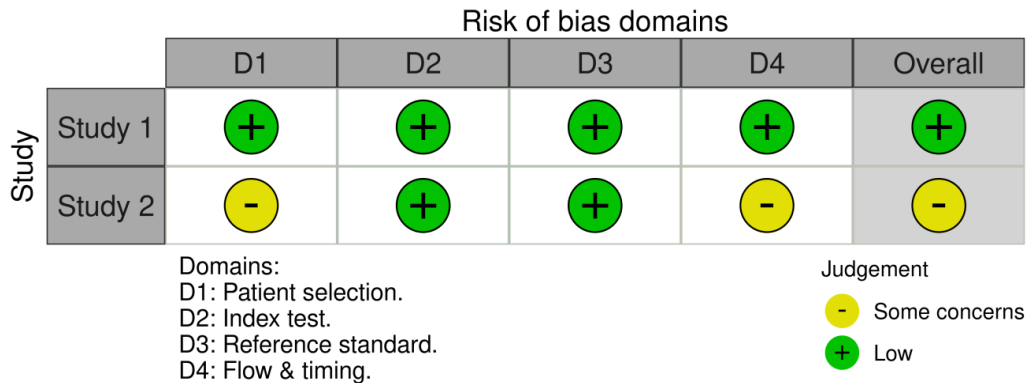 Risk of bias domains
D1 D2 D3 D4 Overall
Study
Study 1 + + + + +
Study 2 - + + - -
Domains:
D1: Patient selection.
D2: Index test.
D3: Reference standard.
D4: Flow & timing.
Judgement
- Some concerns
+ Low